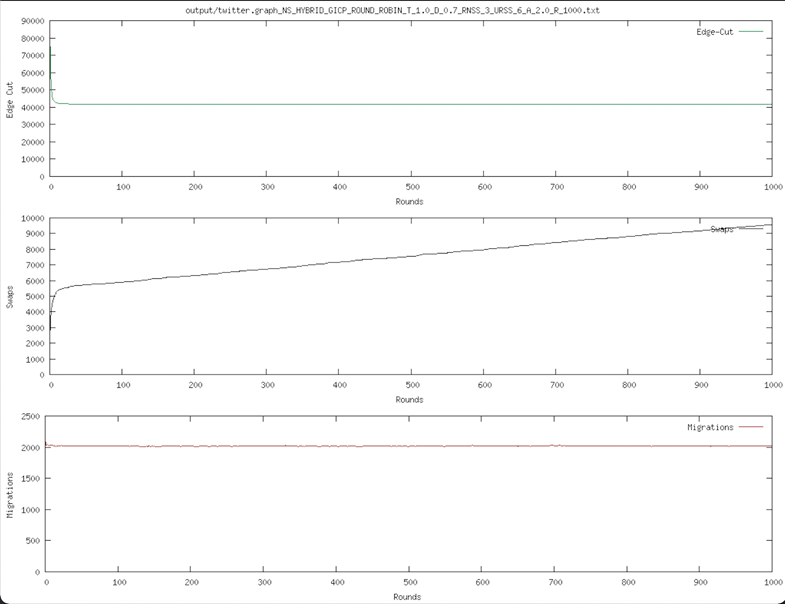 output/twitter.graph_NS_HYBRID_GICP_ROUND_ROBIN_T_1.0_D_0.7_RNSS_3_URSS_6_A_2.0_R_1000.txt
90000
80000
70000
60000
50000
40000
30000
20000
10000
0
Edge Cut
Edge-Cut
0 100 200 300 400 500 600 700 800 900 1000
Rounds
10000
9000
8000
7000
6000
5000
4000
3000
2000
1000
0
Swaps
Swaps
0 100 200 300 400 500 600 700 800 900 1000
Rounds
2500
2000
1500
1000
500
0
Migrations
Migrations
0 100 200 300 400 500 600 700 800 900 1000
Rounds